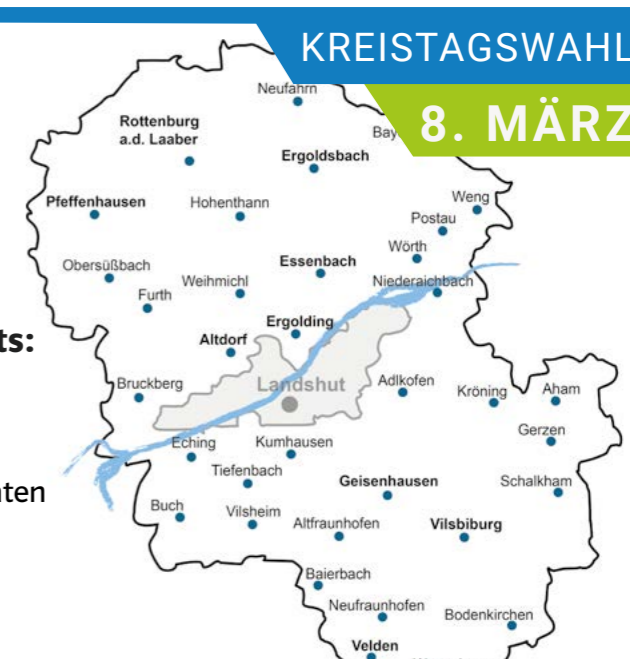 KREISTAGSWAHL
8. MÄRZ
Neufahrn
Rottenburg
a.d. Laaber
Bay
Ergoldsbach
Pfeffenhausen
Hohenthann
Weng
Postau
Wörth
Obersüßbach
Essenbach
Weihmichl
Niederaichbach
Furth
Ergolding
ts:
Altdorf
Bruckberg
Landshut
Adlkofen
Kröning
Aham
Gerzen
Eching
Kumhausen
Tiefenbach
Geisenhausen
Schalkham
nten
Buch
Vilsheim
Altfraunhofen
Vilsbiburg
Baierbach
Neufraunhofen
Bodenkirchen
Velden